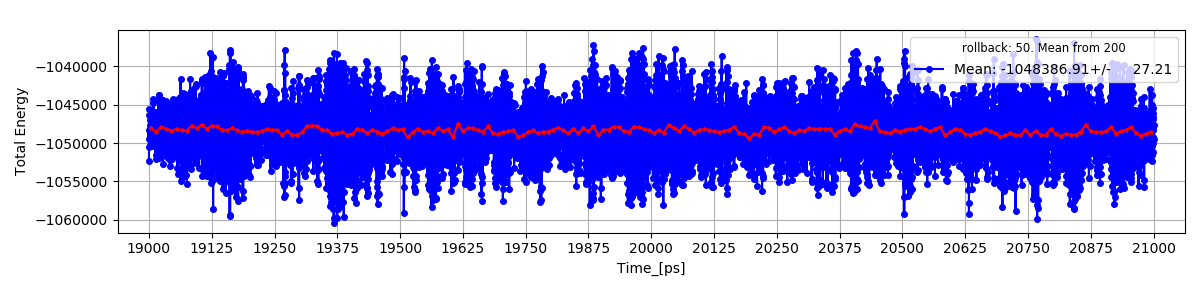 rollback: 50. Mean from 200
Mean: -1048386.91+/- 27.21
Total Energy
−1040000
−1045000
−1050000
−1055000
−1060000
19000 19125 19250 19375 19500 19625 19750 19875 20000 20125 20250 20375 20500 20625 20750 20875 21000
Time_[ps]